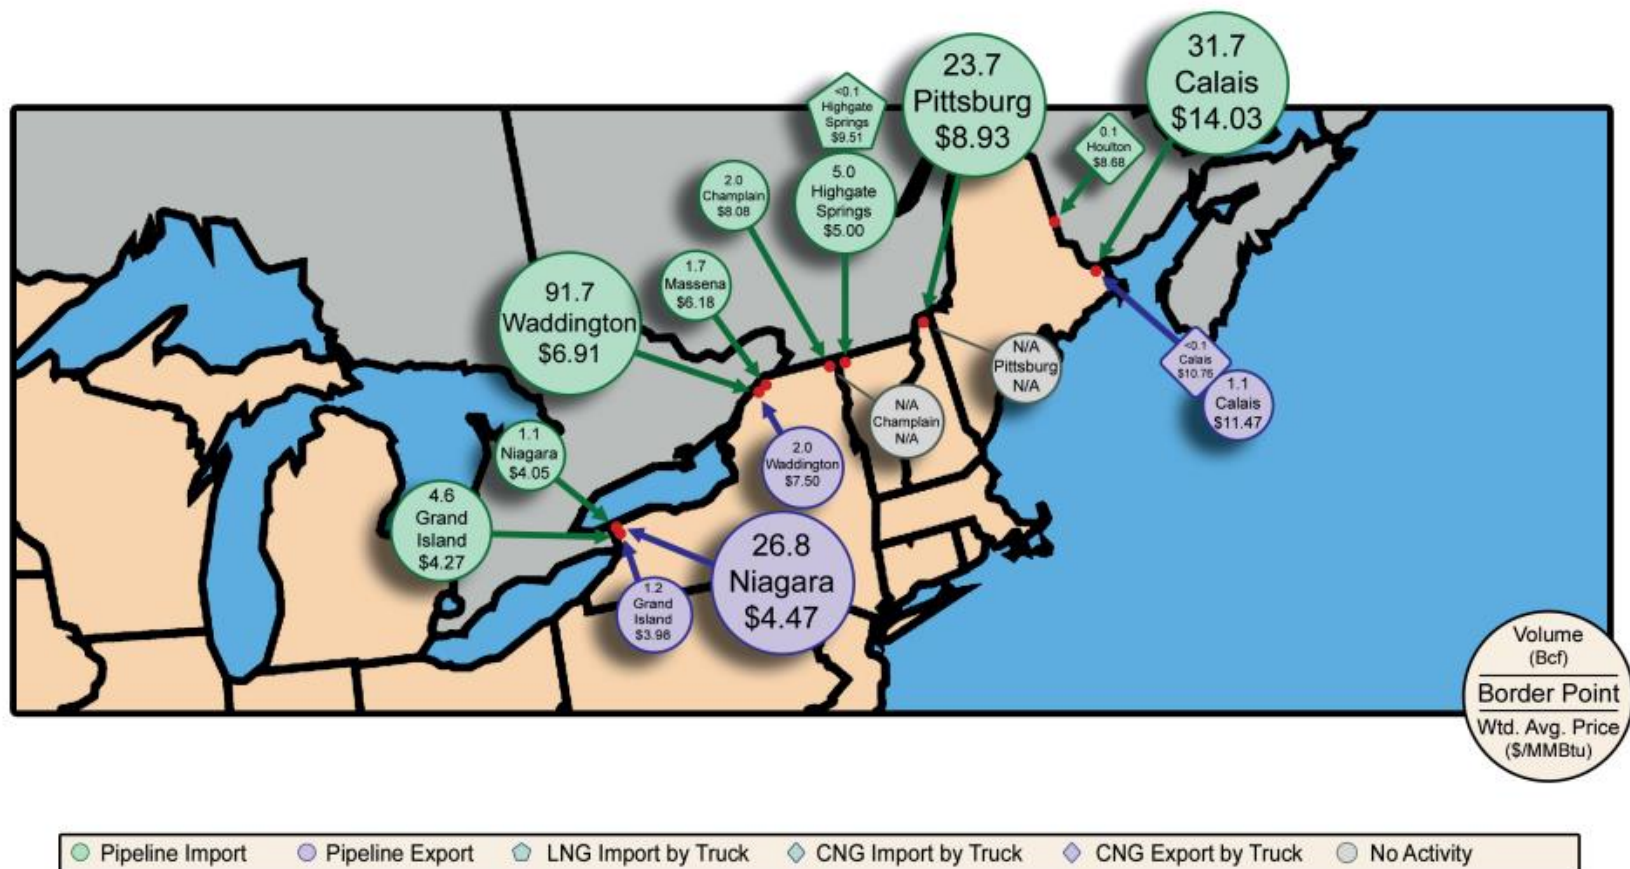 31.7
Calais
$14.03
23.7
Pittsburg
$8.93
<0.1
Highgate
Springs
$9.51
0.1
Houlton
$8.68
2.0
Champlain
$8.08
5.0
Highgate
Springs
$5.00
1.7
Massena
$6.18
91.7
Waddington
$6.91
N/A
Pittsburg
N/A
<0.1
Calais
$10.76
1.1
Calais
$11.47
N/A
Champlain
N/A
1.1
Niagara
$4.05
2.0
Waddington
$7.50
4.6
Grand
Island
$4.27
26.8
Niagara
$4.47
1.2
Grand
Island
$3.98
Volume
(Bcf)
Border Point
Wtd. Avg. Price
($/MMBtu)
Pipeline Import
Pipeline Export
LNG Import by Truck
CNG Import by Truck
CNG Export by Truck
No Activity